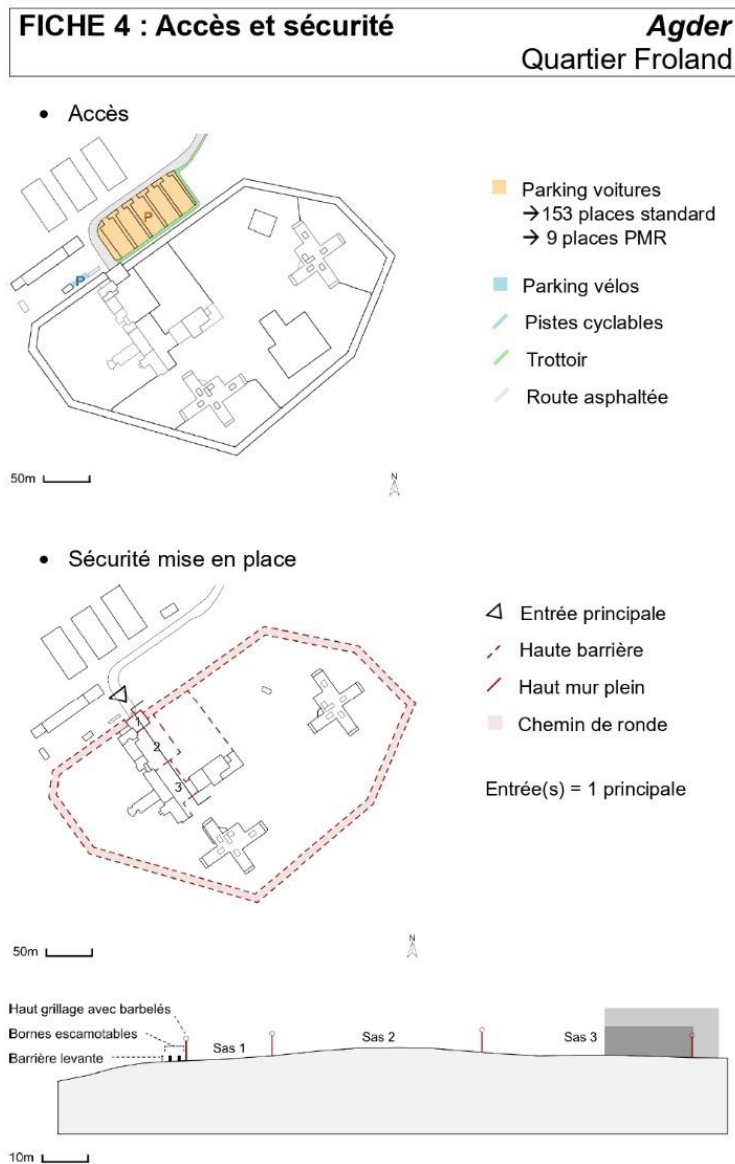 FICHE 4 : Accès et sécurité
Agder
Quartier Froland
• Accès
P
P
Parking voitures
→153 places standard
→ 9 places PMR
Parking vélos
Pistes cyclables
Trottoir
Route asphaltée
50m
N
• Sécurité mise en place
1
2
3
Entrée principale
Haute barrière
Haut mur plein
Chemin de ronde
Entrée(s) = 1 principale
50m
N
Haut grillage avec barbelés
Bornes escamotables
Barrière levante
Sas 1
Sas 2
Sas 3
10m